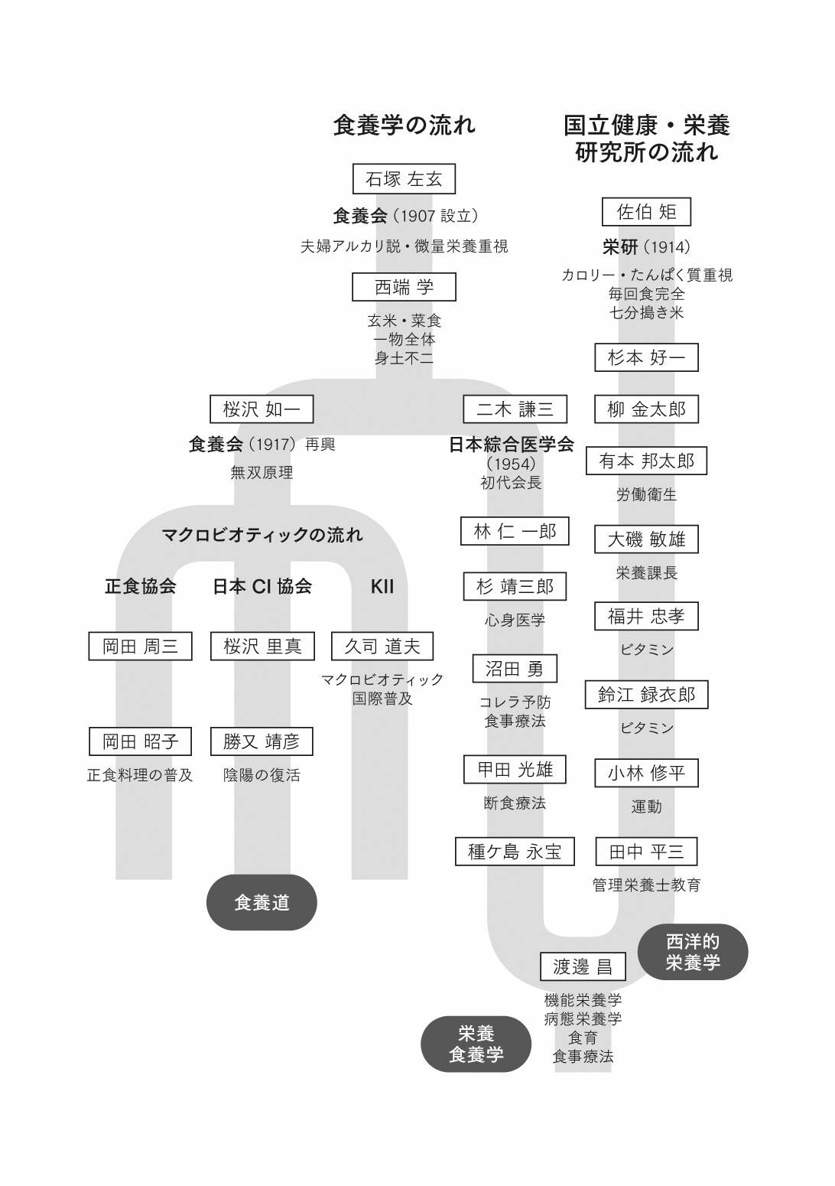 食養学の流れ
石塚 左玄
食養会（1907 設立）
夫婦アルカリ説・微量栄養重視
西端 学
玄米・菜食
一物全体
身土不二
桜沢 如一
食養会（1917）再興
無双原理
マクロビオティックの流れ
正食協会
岡田 周三
岡田 昭子
正食料理の普及
日本 CI 協会
桜沢 里真
勝又 靖彦
陰陽の復活
KII
久司 道夫
マクロビオティック
国際普及
食養道
二木 謙三
日本綜合医学会
（1954）
初代会長
林 仁 一郎
杉 靖三郎
心身医学
沼田 勇
コレラ予防
食事療法
甲田 光雄
断食療法
種ケ島 永宝
国立健康・栄養
研究所の流れ
佐伯 矩
栄研（1914）
カロリー・たんぱく質重視
毎回食完全
七分搗き米
杉本 好一
柳 金太郎
有本 邦太郎
労働衛生
大磯 敏雄
栄養課長
福井 忠孝
ビタミン
鈴江 緑衣郎
ビタミン
小林 修平
運動
田中 平三
管理栄養士教育
西洋的
栄養学
渡邊 昌
機能栄養学
病態栄養学
食育
食事療法
栄養
食養学